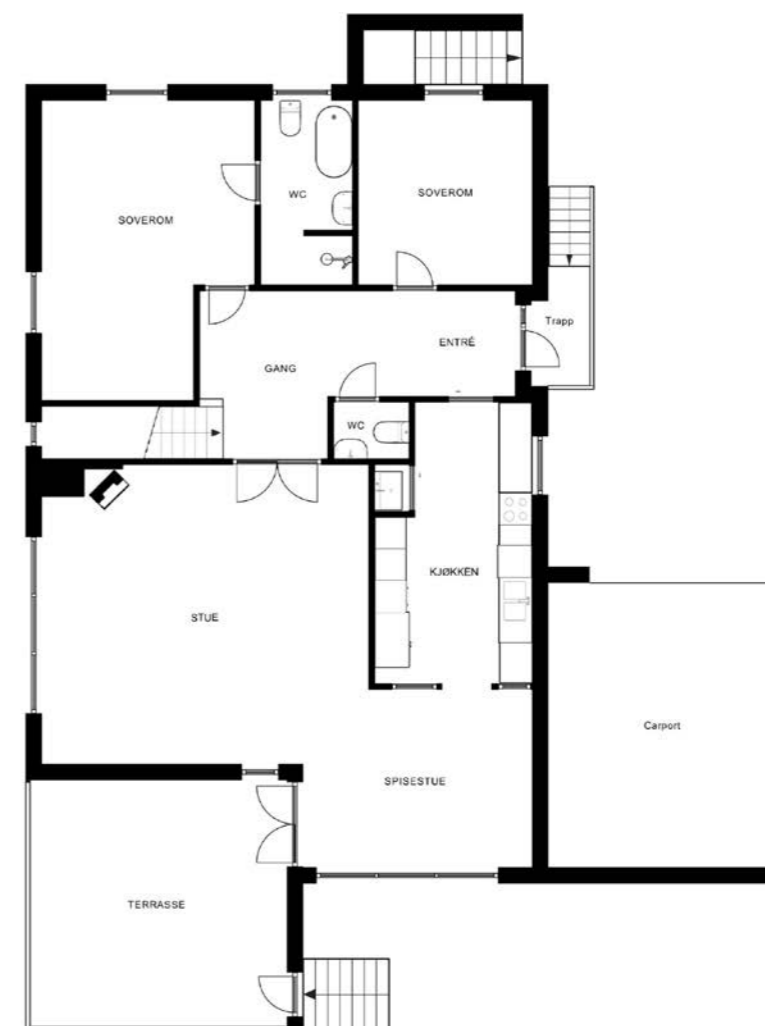 SOVEROM
WC
SOVEROM
Trapp
ENTRÉ
GANG
WC
KJØKKEN
STUE
Carport
SPISESTUE
TERRASSE